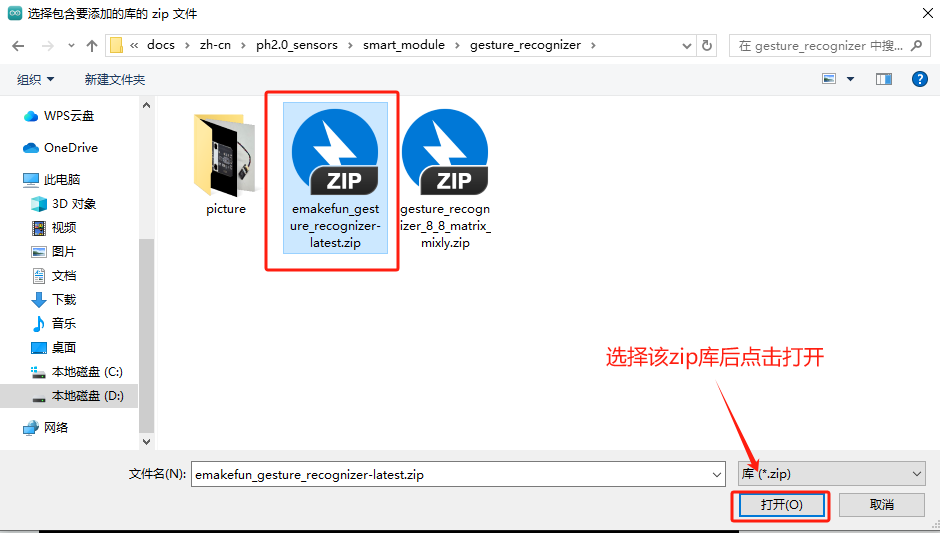 选择包含要添加的库的 zip 文件
« docs › zh-cn › ph2.0_sensors › smart_module › gesture_recognizer ›
在 gesture_recognizer 中搜...
组织
新建文件夹
WPS云盘
OneDrive
此电脑
3D 对象
视频
图片
文档
下载
音乐
桌面
本地磁盘 (C:)
本地磁盘 (D:)
网络
picture
ZIP
emakefun_gest
ure_recognizer-
latest.zip
ZIP
gesture_recogn
izer_8_8_matrix_
mixly.zip
选择该zip库后点击打开
文件名(N):
emakefun_gesture_recognizer-latest.zip
库 (*.zip)
打开(O)
取消